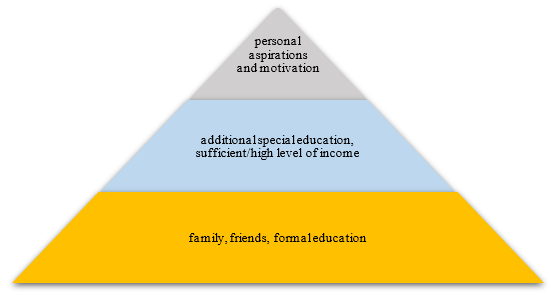 personal
aspirations
and motivation
additional special education,
sufficient/high level of income
family, friends, formal education